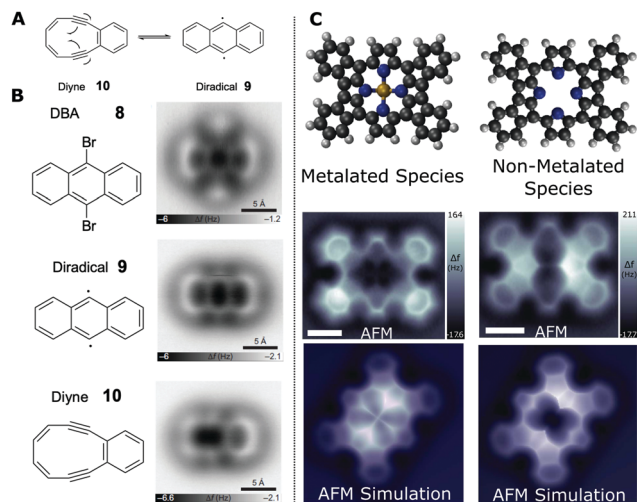 A
Diyne 10
Diradical 9
B
DBA 8
Br
Br
5 Å
−6 Δf (Hz) −1.2
Diradical 9
5 Å
−6 Δf (Hz) −2.1
Diyne 10
5 Å
−6.6 Δf (Hz) −2.1
C
Metalated Species
Non-Metalated
Species
164
Δf
(Hz)
-17.6
AFM
211
Δf
(Hz)
-17.7
AFM
AFM Simulation
AFM Simulation